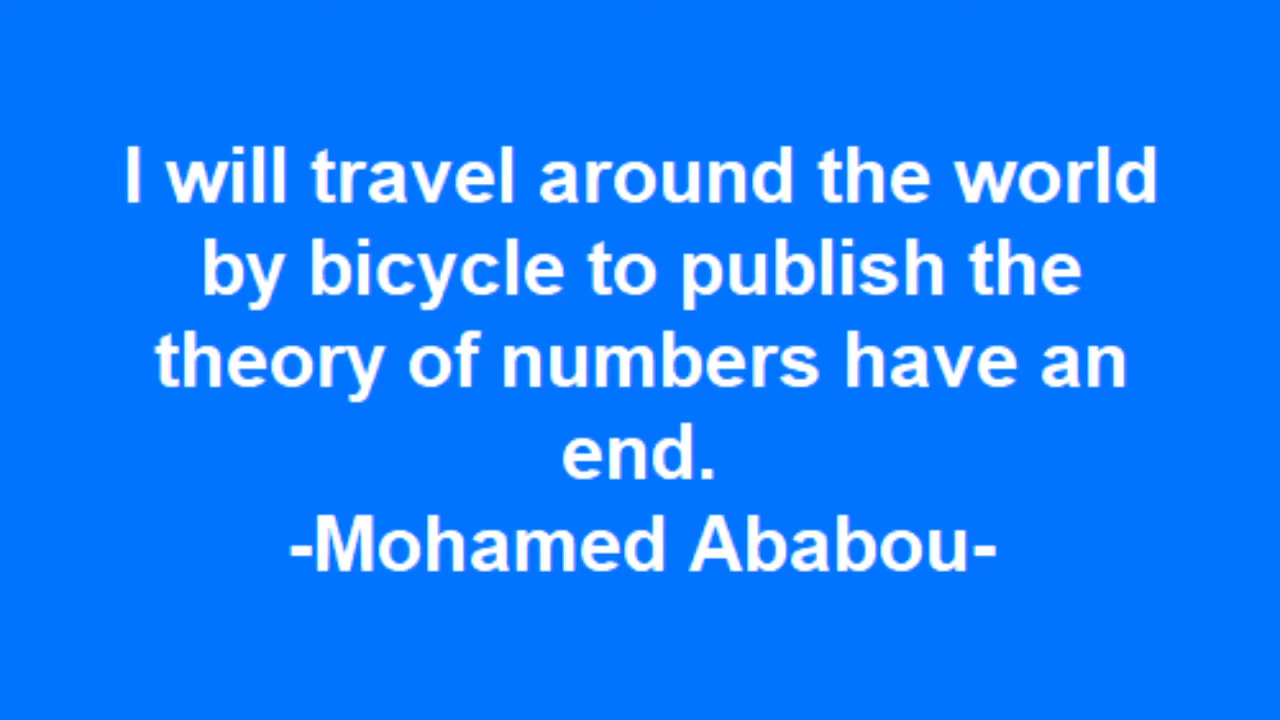 I will travel around the world
by bicycle to publish the
theory of numbers have an
end.
-Mohamed Ababou-